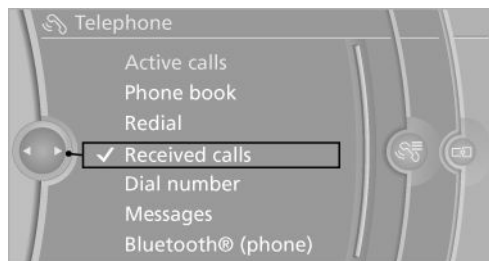 Telephone
Active calls
Phone book
Redial
Received calls
Dial number
Messages
Bluetooth® (phone)